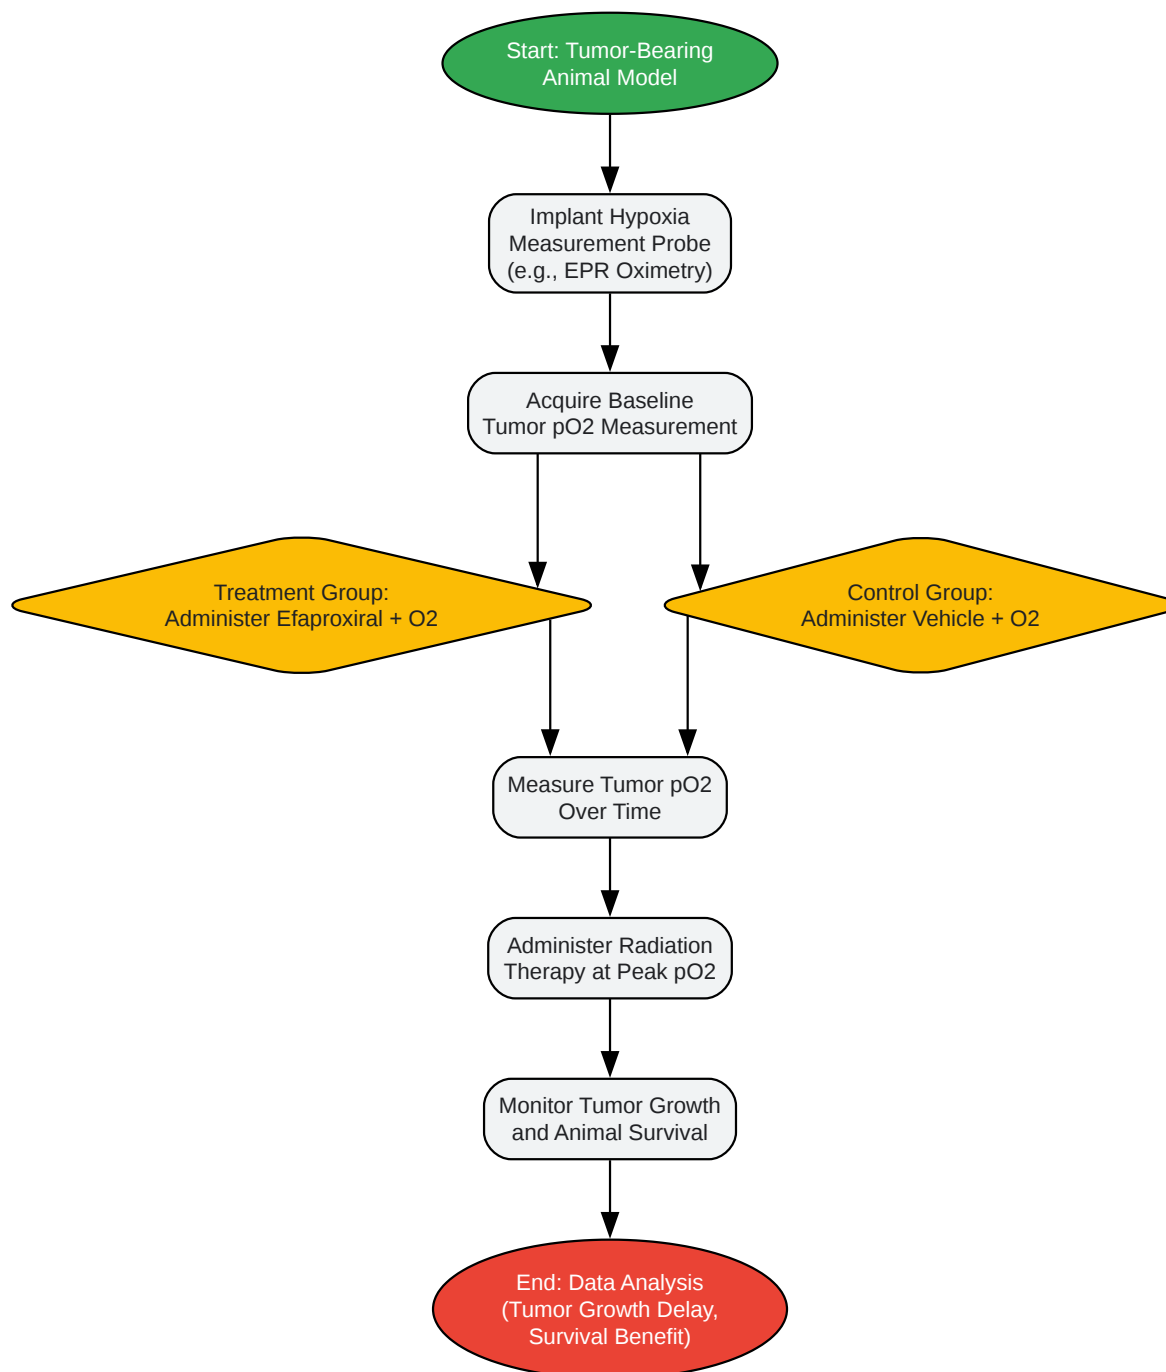 Start: Tumor-Bearing
Animal Model
Implant Hypoxia
Measurement Probe
(e.g., EPR Oximetry)
Acquire Baseline
Tumor pO2 Measurement
Treatment Group:
Administer Efaproxiral + O2
Control Group:
Administer Vehicle + O2
Measure Tumor pO2
Over Time
Administer Radiation
Therapy at Peak pO2
Monitor Tumor Growth
and Animal Survival
End: Data Analysis
(Tumor Growth Delay,
Survival Benefit)